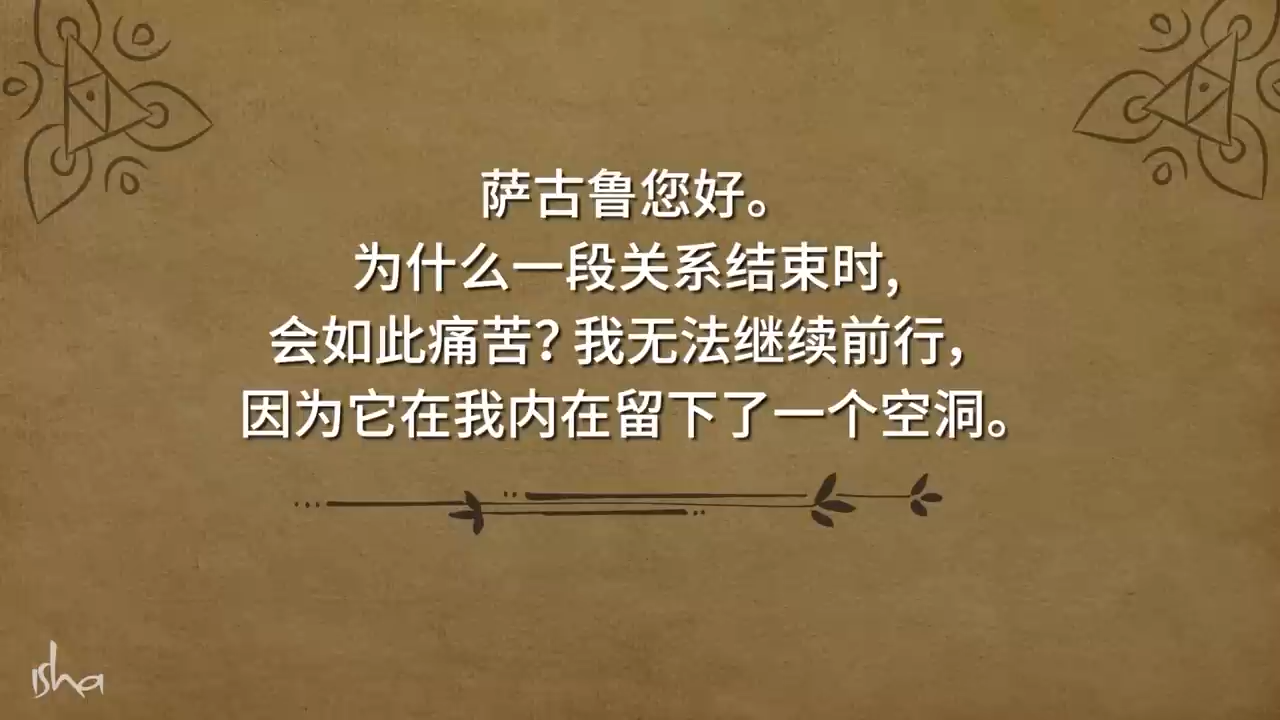 萨古鲁您好。
为什么一段关系结束时,
会如此痛苦?我无法继续前行,
因为它在我内在留下了一个空洞。
isha